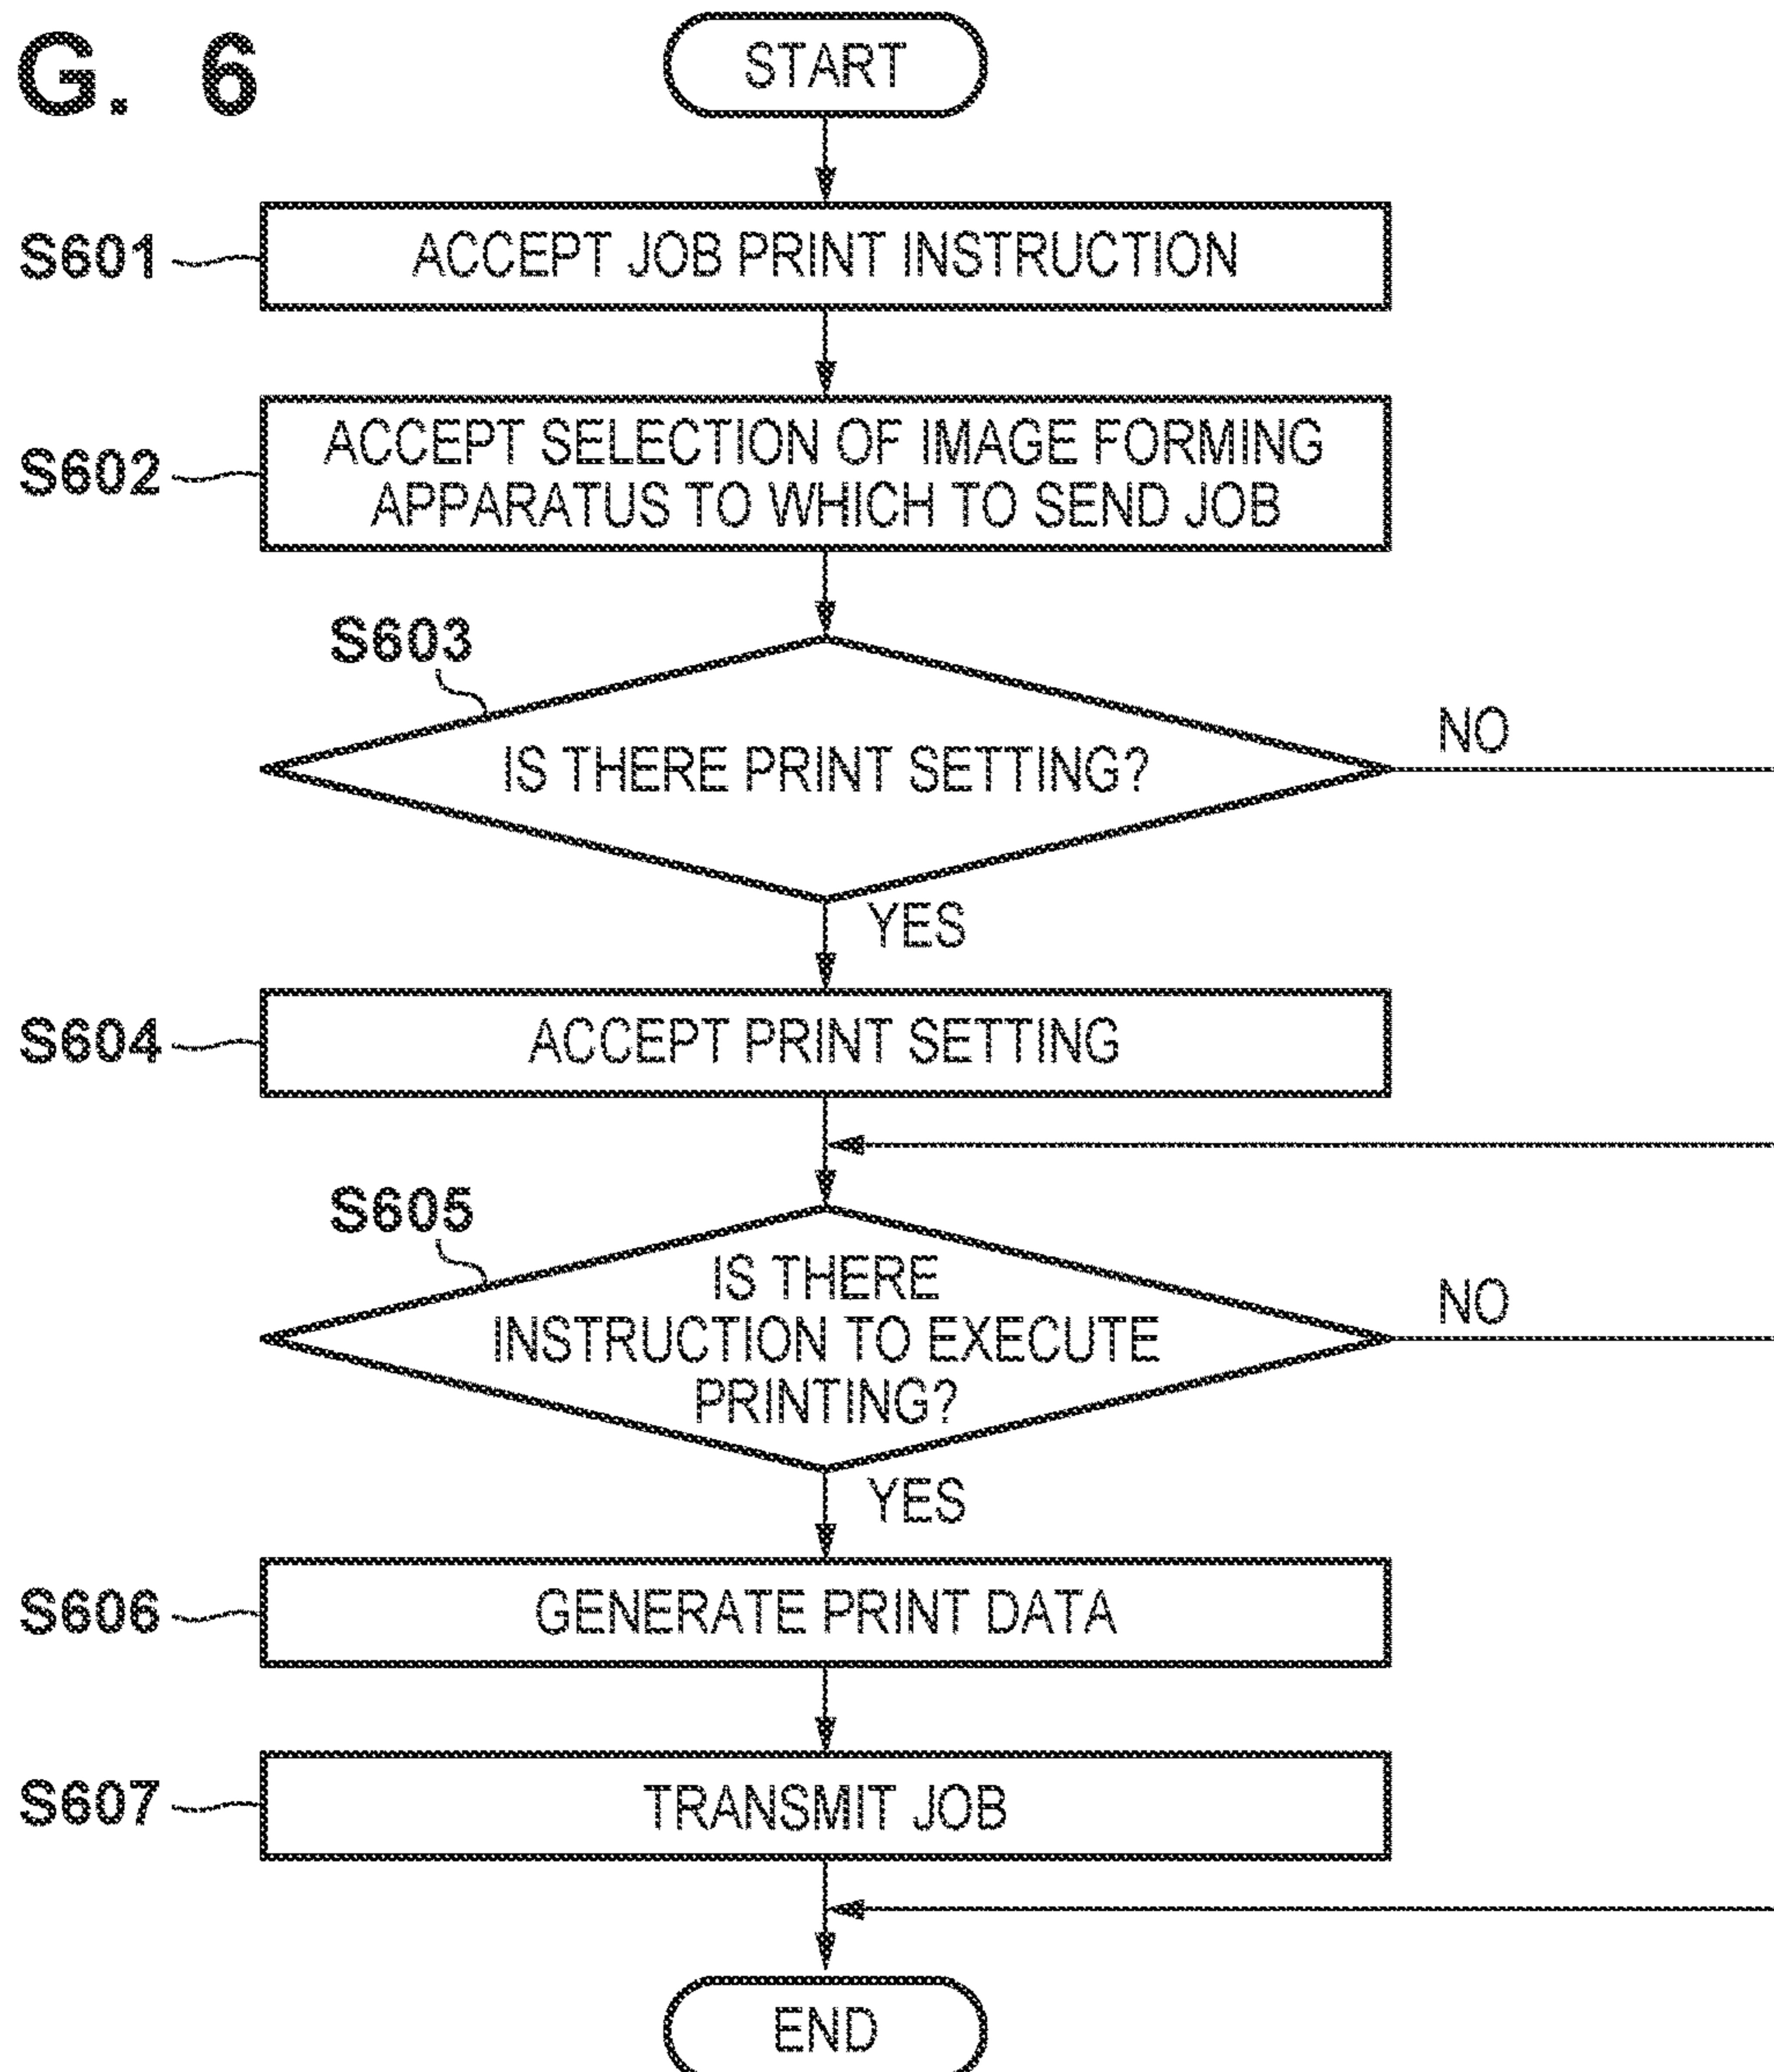 G. 6
START
S601
ACCEPT JOB PRINT INSTRUCTION
S602
ACCEPT SELECTION OF IMAGE FORMING
APPARATUS TO WHICH TO SEND JOB
S603
IS THERE PRINT SETTING?
NO
YES
S604
ACCEPT PRINT SETTING
S605
IS THERE
INSTRUCTION TO EXECUTE
PRINTING?
NO
YES
S606
GENERATE PRINT DATA
S607
TRANSMIT JOB
END